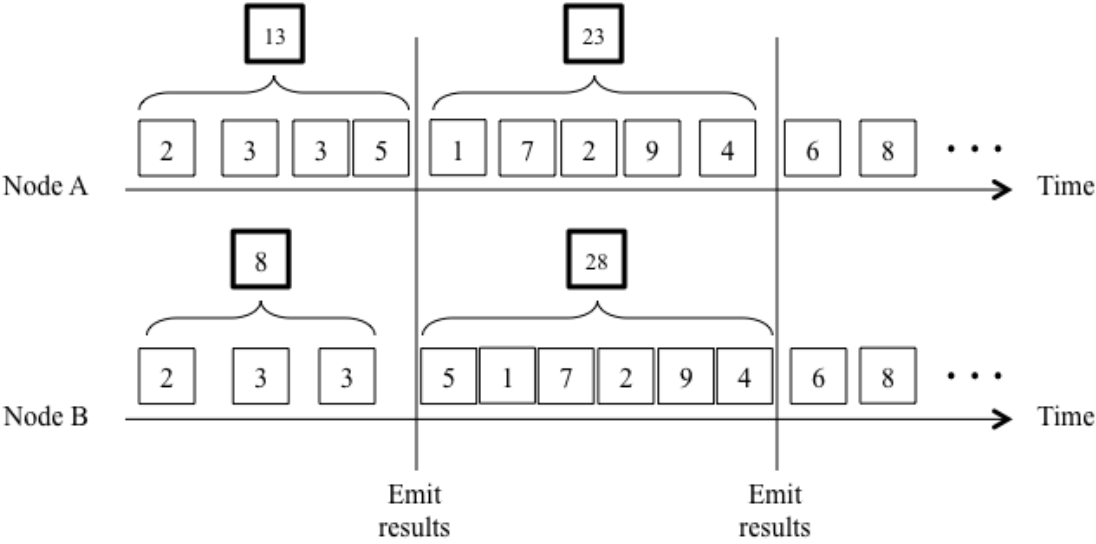 13 23
2 3 3 5 1 7 2 9 4 6 8 ...
Node A Time
8 28
2 3 3 5 1 7 2 9 4 6 8 ...
Node B Time
Emit Emit
results results